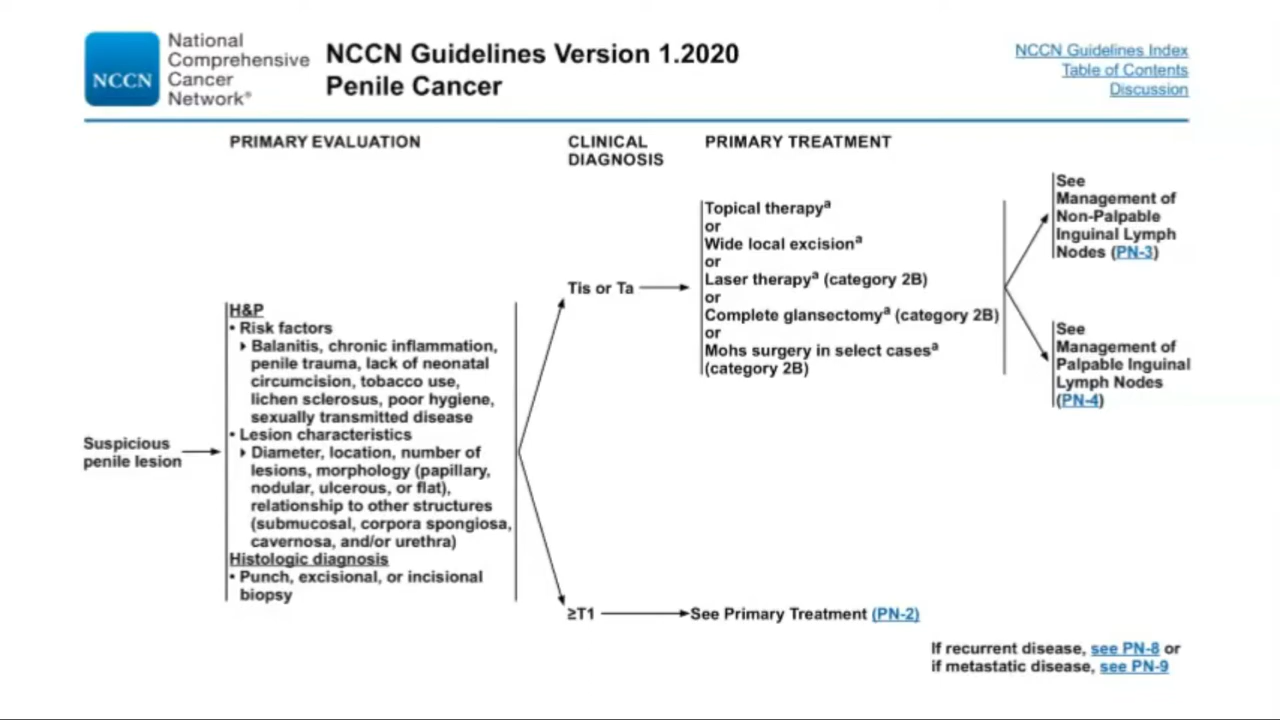 NCCN
National
Comprehensive
Cancer
Network®
NCCN Guidelines Version 1.2020
Penile Cancer
NCCN Guidelines Index
Table of Contents
Discussion
PRIMARY EVALUATION
CLINICAL
DIAGNOSIS
PRIMARY TREATMENT
Suspicious
penile lesion
H&P
• Risk factors
Balanitis, chronic inflammation,
penile trauma, lack of neonatal
circumcision, tobacco use,
lichen sclerosus, poor hygiene,
sexually transmitted disease
• Lesion characteristics
Diameter, location, number of
lesions, morphology (papillary,
nodular, ulcerous, or flat),
relationship to other structures
(submucosal, corpora spongiosa,
cavernosa, and/or urethra)
Histologic diagnosis
• Punch, excisional, or incisional
biopsy
Tis or Ta
Topical therapyª
or
Wide local excisionª
or
Laser therapyª (category 2B)
or
Complete glansectomyª (category 2B)
or
Mohs surgery in select casesª
(category 2B)
See
Management of
Non-Palpable
Inguinal Lymph
Nodes (PN-3)
See
Management of
Palpable Inguinal
Lymph Nodes
(PN-4)
≥T1
See Primary Treatment (PN-2)
If recurrent disease, see PN-8 or
if metastatic disease, see PN-9